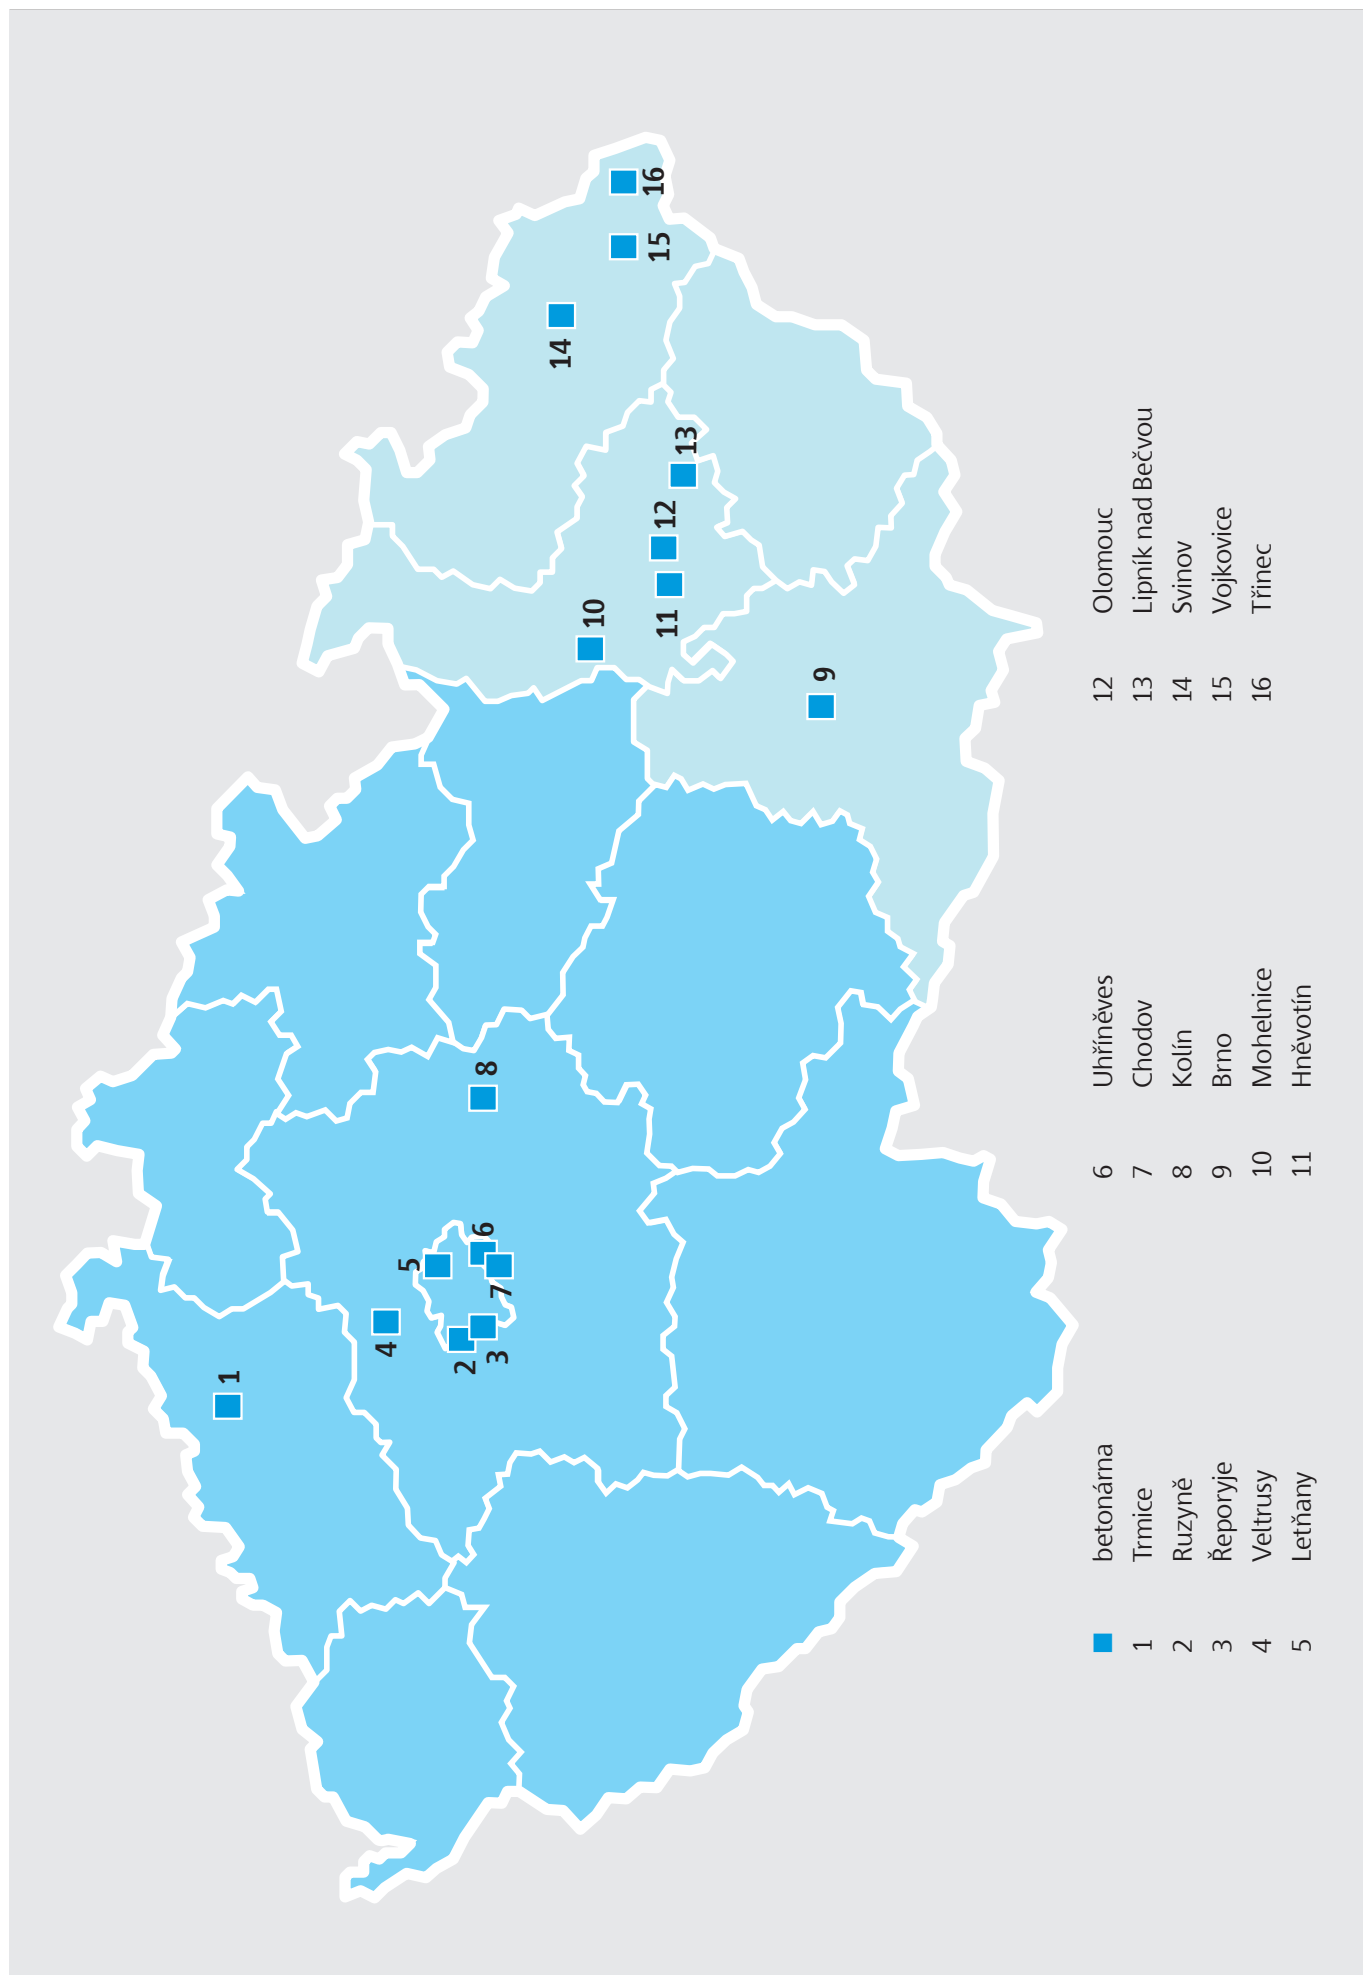 1
2
3
4
5
6
7
8
9
10
11
12
13
14
15
16
betonárna
1 Trmice
2 Ruzyně
3 Řeporyje
4 Veltrusy
5 Letňany
6 Uhříněves
7 Chodov
8 Kolín
9 Brno
10 Mohelnice
11 Hněvotín
12 Olomouc
13 Lipník nad Bečvou
14 Svinov
15 Vojkovice
16 Třinec